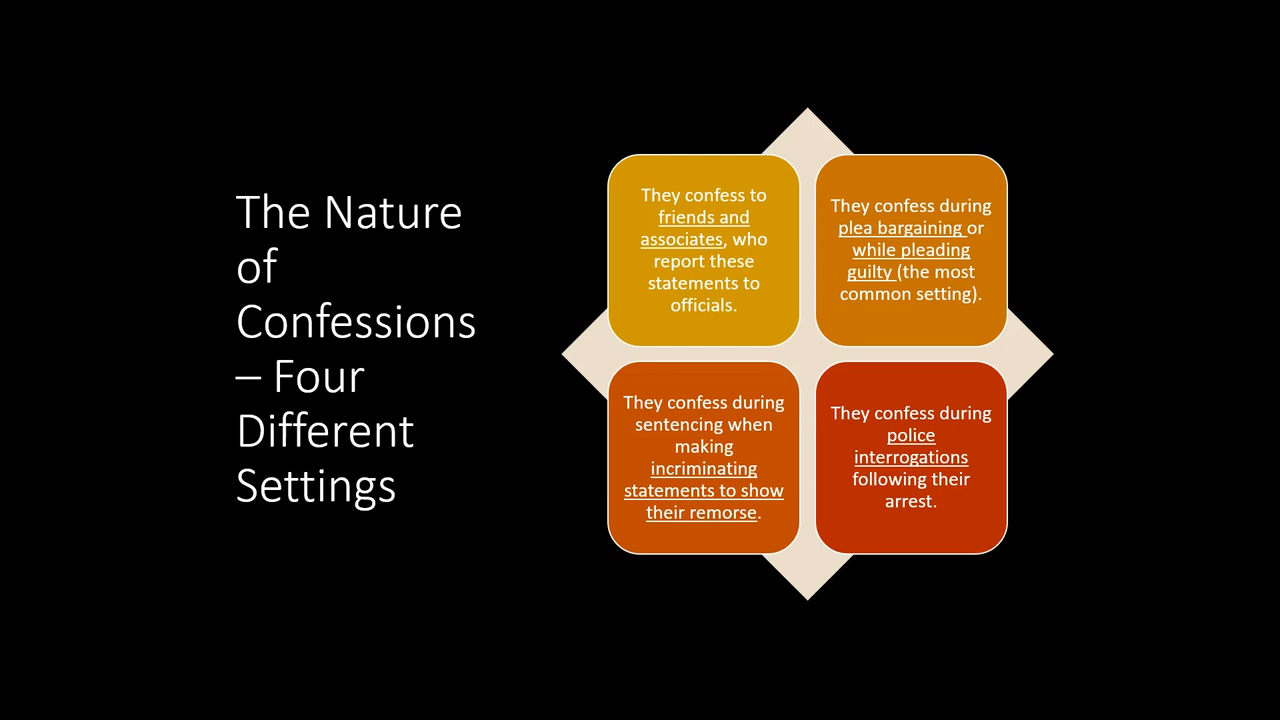 The Nature
of
Confessions
– Four
Different
Settings
They confess to
friends and
associates, who
report these
statements to
officials.
They confess during
plea bargaining or
while pleading
guilty (the most
common setting).
They confess during
sentencing when
making
incriminating
statements to show
their remorse.
They confess during
police
interrogations
following their
arrest.